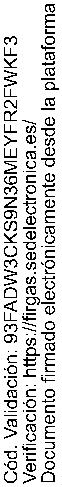 Cód. Validación: 93FADW3CKS9N36MEYFR2FWKF3
Verificación: https://firgas.sedelectronica.es/
Documento firmado electrónicamente desde la plataforma